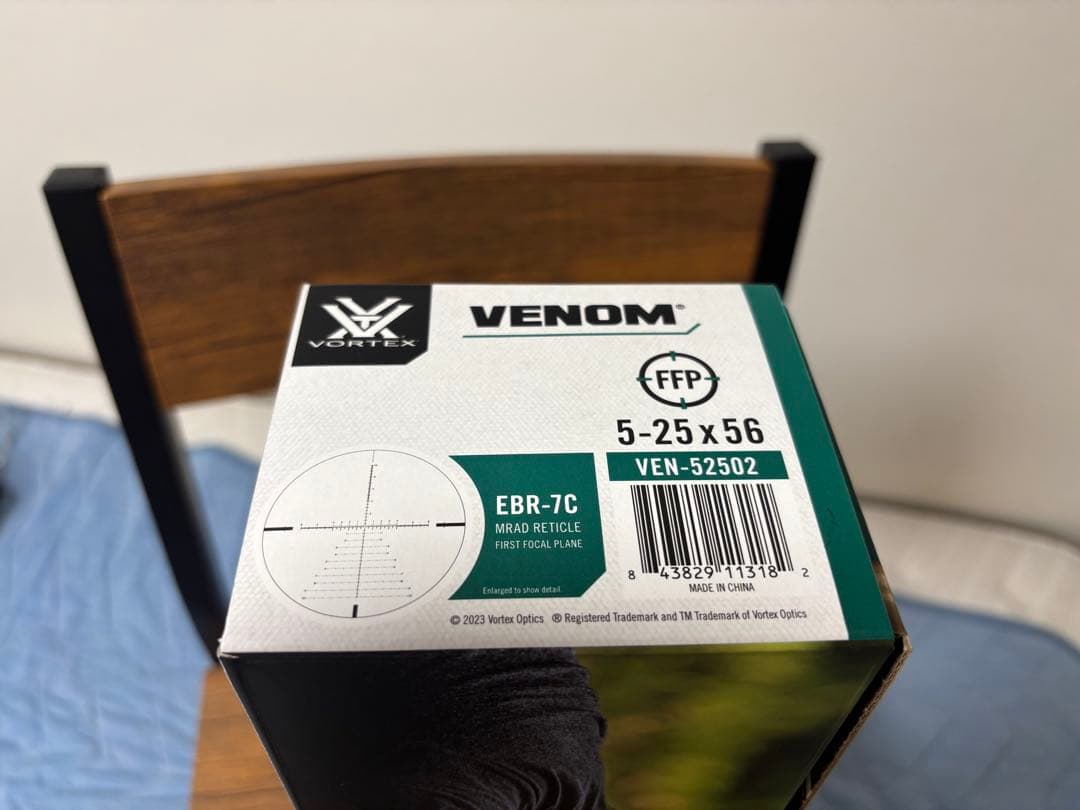 VORTEX
VENOM®
FFP
5-25x56
VEN-52502
EBR-7C
MRAD RETICLE
FIRST FOCAL PLANE
Enlarged to show detail.
8 43829 11318 2
MADE IN CHINA
© 2023 Vortex Optics ® Registered Trademark and TM Trademark of Vortex Optics